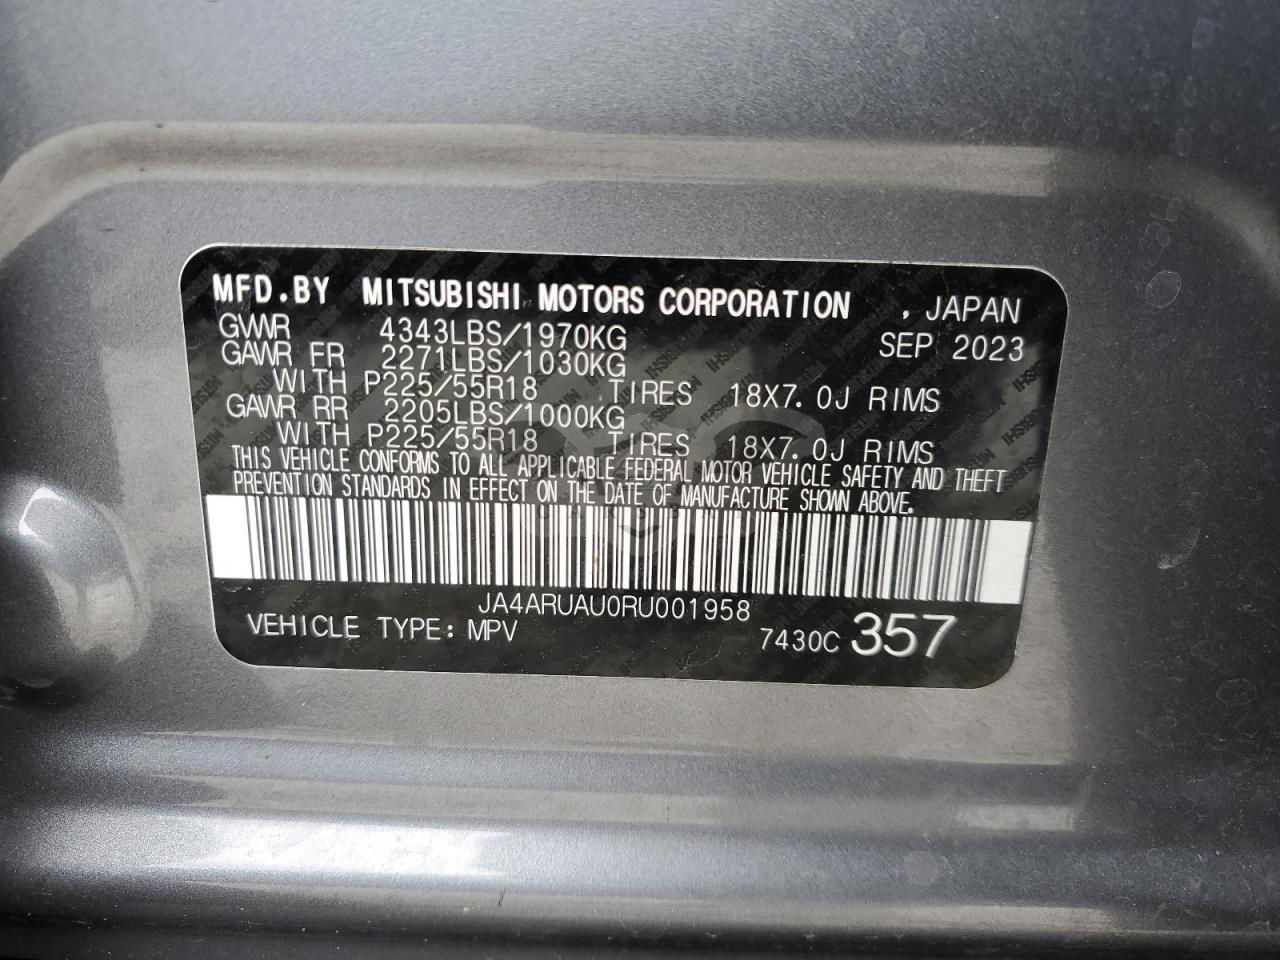 MFD.BY MITSUBISHI MOTORS CORPORATION , JAPAN
GVWR 4343LBS/1970KG SEP 2023
GAWR FR 2271LBS/1030KG
WITH P225/55R18 TIRES 18X7.0J RIMS
GAWR RR 2205LBS/1000KG
WITH P225/55R18 TIRES 18X7.0J RIMS
THIS VEHICLE CONFORMS TO ALL APPLICABLE FEDERAL MOTOR VEHICLE SAFETY AND THEFT
PREVENTION STANDARDS IN EFFECT ON THE DATE OF MANUFACTURE SHOWN ABOVE.
JA4ARUAU0RU001958
VEHICLE TYPE: MPV 7430C 357